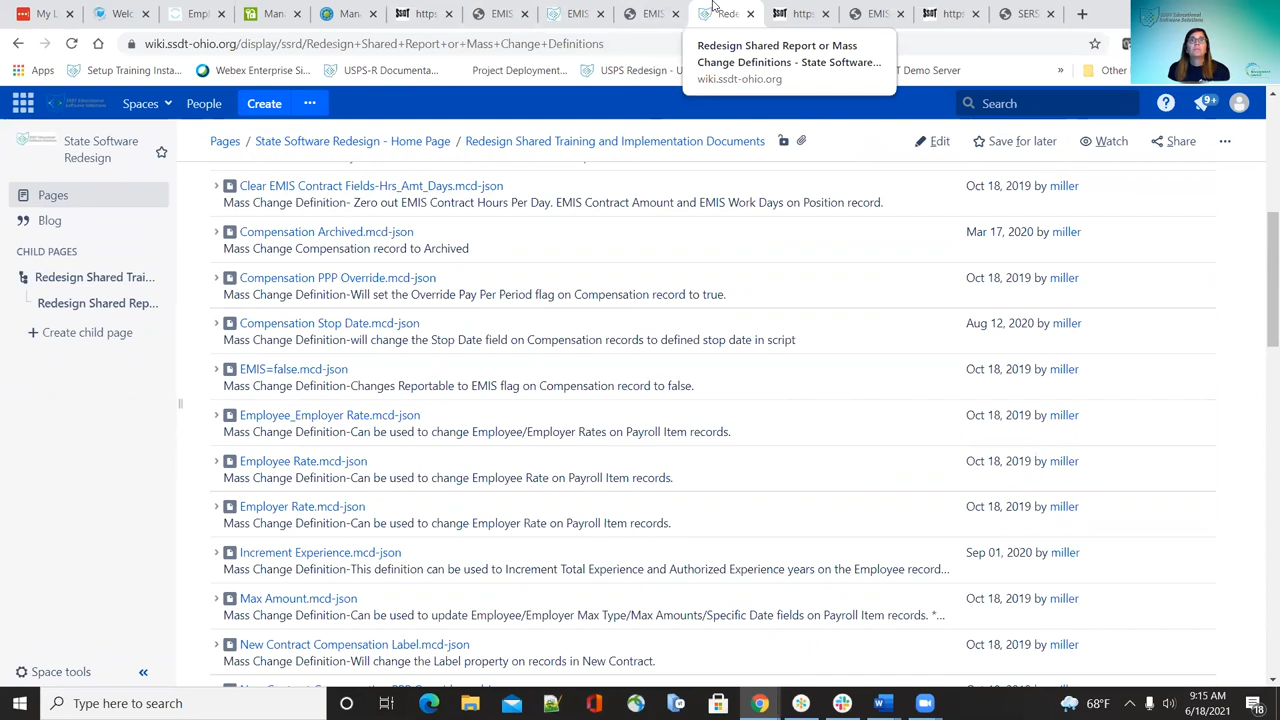 My L
Welc
Empl
Man
Man
https
EMIS
EMIS
EMIS
Rede
https
EMIS
https
SERS
wiki.ssdt-ohio.org/display/ssrd/Redesign+Shared+Report+or+Mass+Change+Definitions
Redesign Shared Report or Mass
Change Definitions - State Software...
wiki.ssdt-ohio.org
Apps
Setup Training Insta...
Webex Enterprise Si...
USPS-R Documenta...
Project Deployment...
USPS Redesign - U
T Demo Server
»
Other
Spaces
People
Create
•••
Search
9+
State Software
Redesign
Pages / State Software Redesign - Home Page / Redesign Shared Training and Implementation Documents
Edit
Save for later
Watch
Share
•••
Pages
Blog
CHILD PAGES
Redesign Shared Trai...
Redesign Shared Rep...
+ Create child page
Clear EMIS Contract Fields-Hrs_Amt_Days.mcd-json
Oct 18, 2019 by miller
Mass Change Definition- Zero out EMIS Contract Hours Per Day. EMIS Contract Amount and EMIS Work Days on Position record.
Compensation Archived.mcd-json
Mar 17, 2020 by miller
Mass Change Compensation record to Archived
Compensation PPP Override.mcd-json
Oct 18, 2019 by miller
Mass Change Definition-Will set the Override Pay Per Period flag on Compensation record to true.
Compensation Stop Date.mcd-json
Aug 12, 2020 by miller
Mass Change Definition-will change the Stop Date field on Compensation records to defined stop date in script
EMIS=false.mcd-json
Oct 18, 2019 by miller
Mass Change Definition-Changes Reportable to EMIS flag on Compensation record to false.
Employee_Employer Rate.mcd-json
Oct 18, 2019 by miller
Mass Change Definition-Can be used to change Employee/Employer Rates on Payroll Item records.
Employee Rate.mcd-json
Oct 18, 2019 by miller
Mass Change Definition-Can be used to change Employee Rate on Payroll Item records.
Employer Rate.mcd-json
Oct 18, 2019 by miller
Mass Change Definition-Can be used to change Employer Rate on Payroll Item records.
Increment Experience.mcd-json
Sep 01, 2020 by miller
Mass Change Definition-This definition can be used to Increment Total Experience and Authorized Experience years on the Employee record...
Max Amount.mcd-json
Oct 18, 2019 by miller
Mass Change Definition-Can be used to update Employee/Employer Max Type/Max Amounts/Specific Date fields on Payroll Item records. *...
New Contract Compensation Label.mcd-json
Oct 18, 2019 by miller
Mass Change Definition-Will change the Label property on records in New Contract.
Space tools
«
Type here to search
68°F
9:15 AM
6/18/2021
18